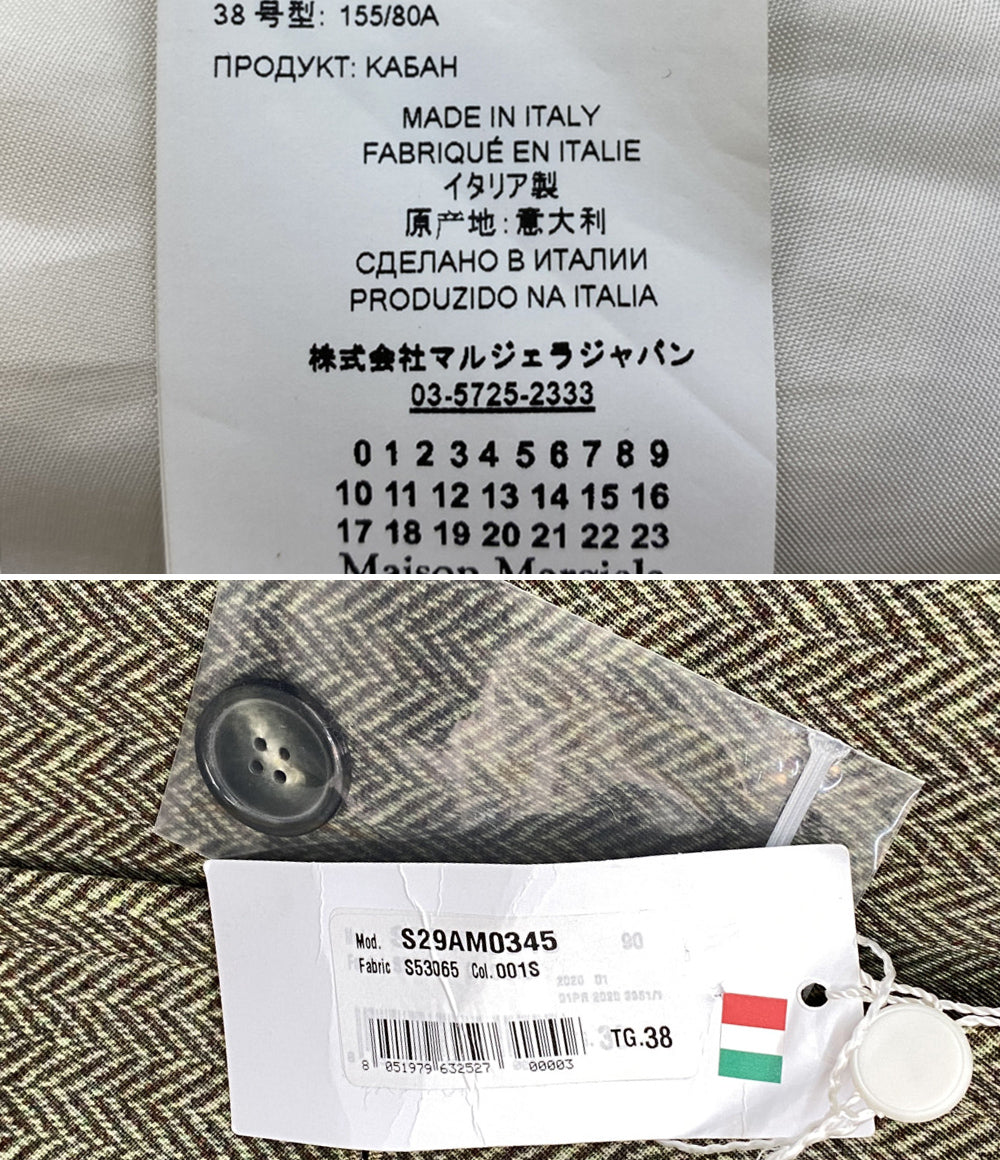 38 号型: 155/80A
ПРОДУКТ: КАБАН
MADE IN ITALY
FABRIQUÉ EN ITALIE
イタリア製
原产地:意大利
СДЕЛАНО В ИТАЛИИ
PRODUZIDO NA ITALIA
株式会社マルジェラジャパン
03-5725-2333
0 1 2 3 4 5 6 7 8 9
10 11 12 13 14 15 16
17 18 19 20 21 22 23
Maison Margiela
Mod. S29AM0345
Fabric S53065 Col. 001S
TG.38
8 051979 632527 00003